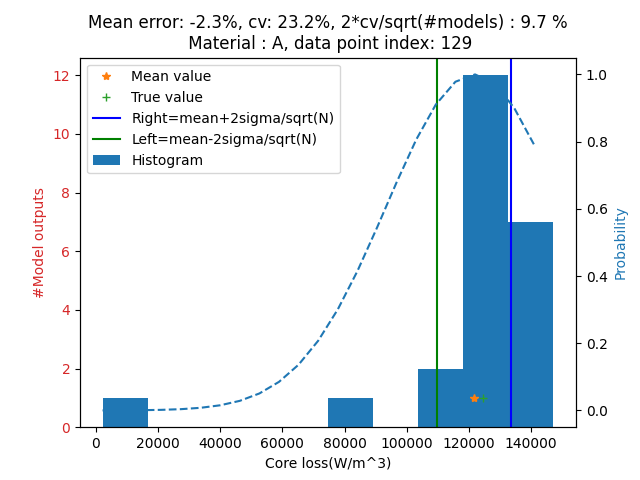 Mean error: -2.3%, cv: 23.2%, 2*cv/sqrt(#models) : 9.7 %
Material : A, data point index: 129
Mean value
True value
Right=mean+2sigma/sqrt(N)
Left=mean-2sigma/sqrt(N)
Histogram
#Model outputs
12
10
8
6
4
2
0
Probability
1.0
0.8
0.6
0.4
0.2
0.0
0 20000 40000 60000 80000 100000 120000 140000
Core loss(W/m^3)